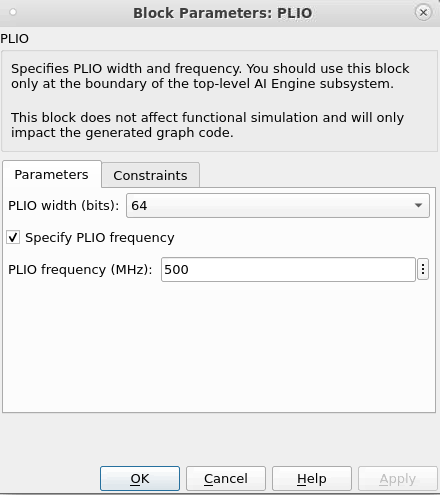 Block Parameters: PLIO
PLIO
Specifies PLIO width and frequency. You should use this block
only at the boundary of the top-level AI Engine subsystem.
This block does not affect functional simulation and will only
impact the generated graph code.
Parameters
Constraints
PLIO width (bits):
64
Specify PLIO frequency
PLIO frequency (MHz):
500
OK
Cancel
Help
Apply